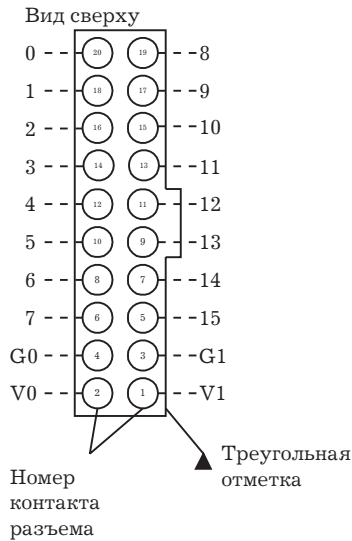 Вид сверху
0 20 19 8
1 18 17 9
2 16 15 10
3 14 13 11
4 12 11 12
5 10 9 13
6 8 7 14
7 6 5 15
G0 4 3 G1
V0 2 1 V1
Номер
контакта
разъема
Треугольная
отметка